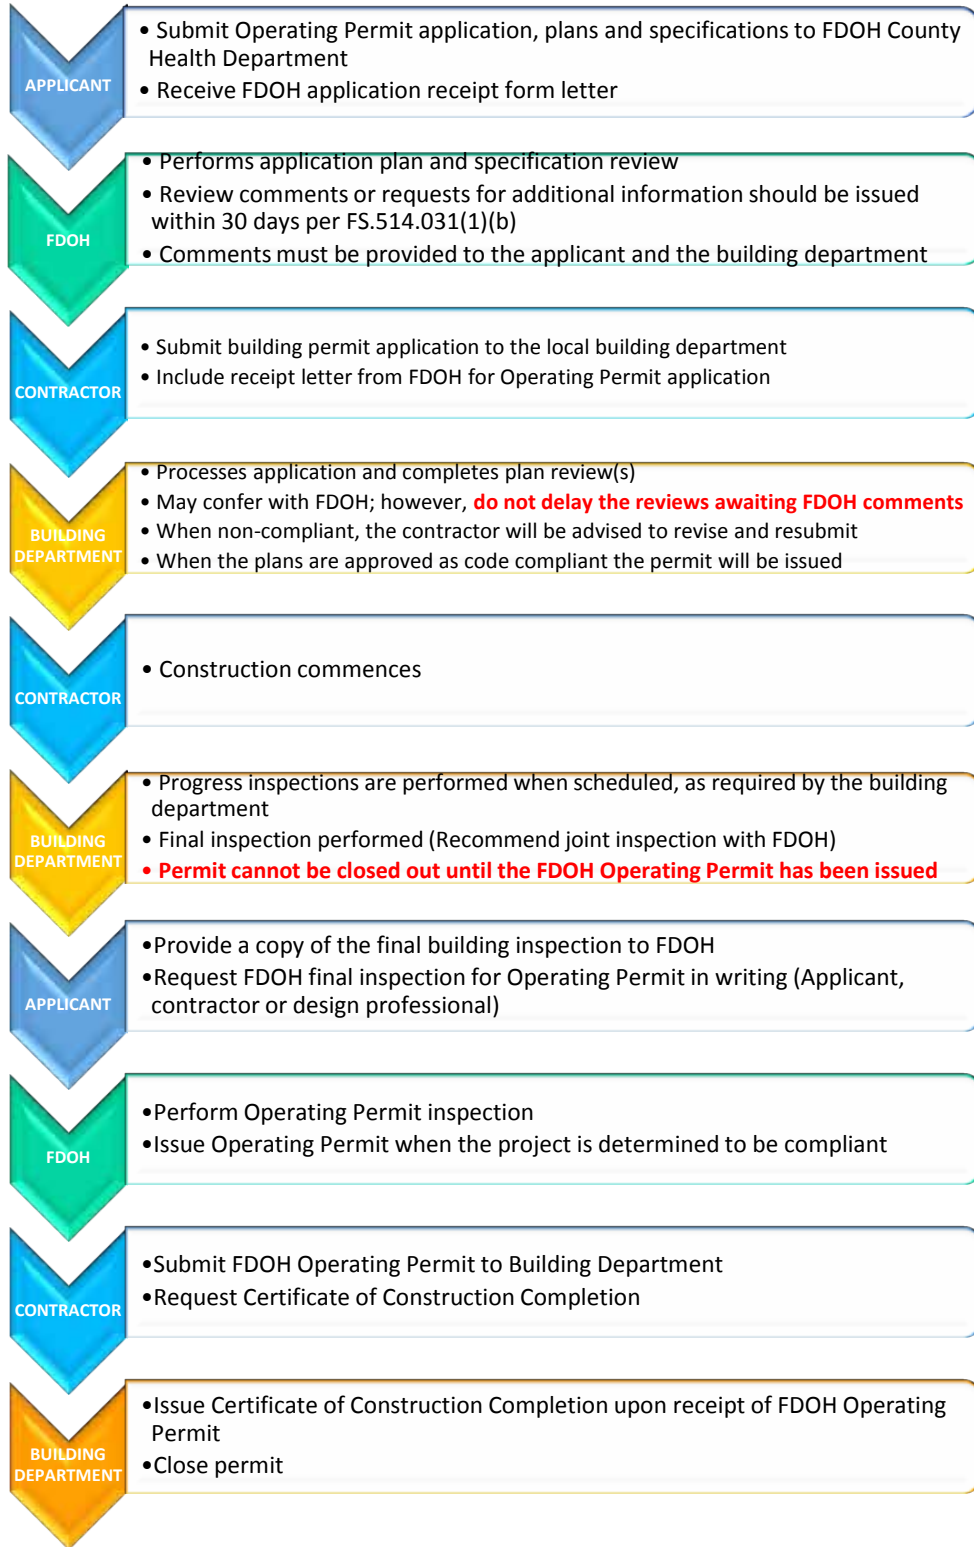 APPLICANT
• Submit Operating Permit application, plans and specifications to FDOH County
Health Department
• Receive FDOH application receipt form letter
FDOH
• Performs application plan and specification review
• Review comments or requests for additional information should be issued
within 30 days per FS.514.031(1)(b)
• Comments must be provided to the applicant and the building department
CONTRACTOR
• Submit building permit application to the local building department
• Include receipt letter from FDOH for Operating Permit application
BUILDING
DEPARTMENT
• Processes application and completes plan review(s)
• May confer with FDOH; however, do not delay the reviews awaiting FDOH comments
• When non-compliant, the contractor will be advised to revise and resubmit
• When the plans are approved as code compliant the permit will be issued
CONTRACTOR
• Construction commences
BUILDING
DEPARTMENT
• Progress inspections are performed when scheduled, as required by the building
department
• Final inspection performed (Recommend joint inspection with FDOH)
• Permit cannot be closed out until the FDOH Operating Permit has been issued
APPLICANT
•Provide a copy of the final building inspection to FDOH
•Request FDOH final inspection for Operating Permit in writing (Applicant,
contractor or design professional)
FDOH
•Perform Operating Permit inspection
•Issue Operating Permit when the project is determined to be compliant
CONTRACTOR
•Submit FDOH Operating Permit to Building Department
•Request Certificate of Construction Completion
BUILDING
DEPARTMENT
•Issue Certificate of Construction Completion upon receipt of FDOH Operating
Permit
•Close permit